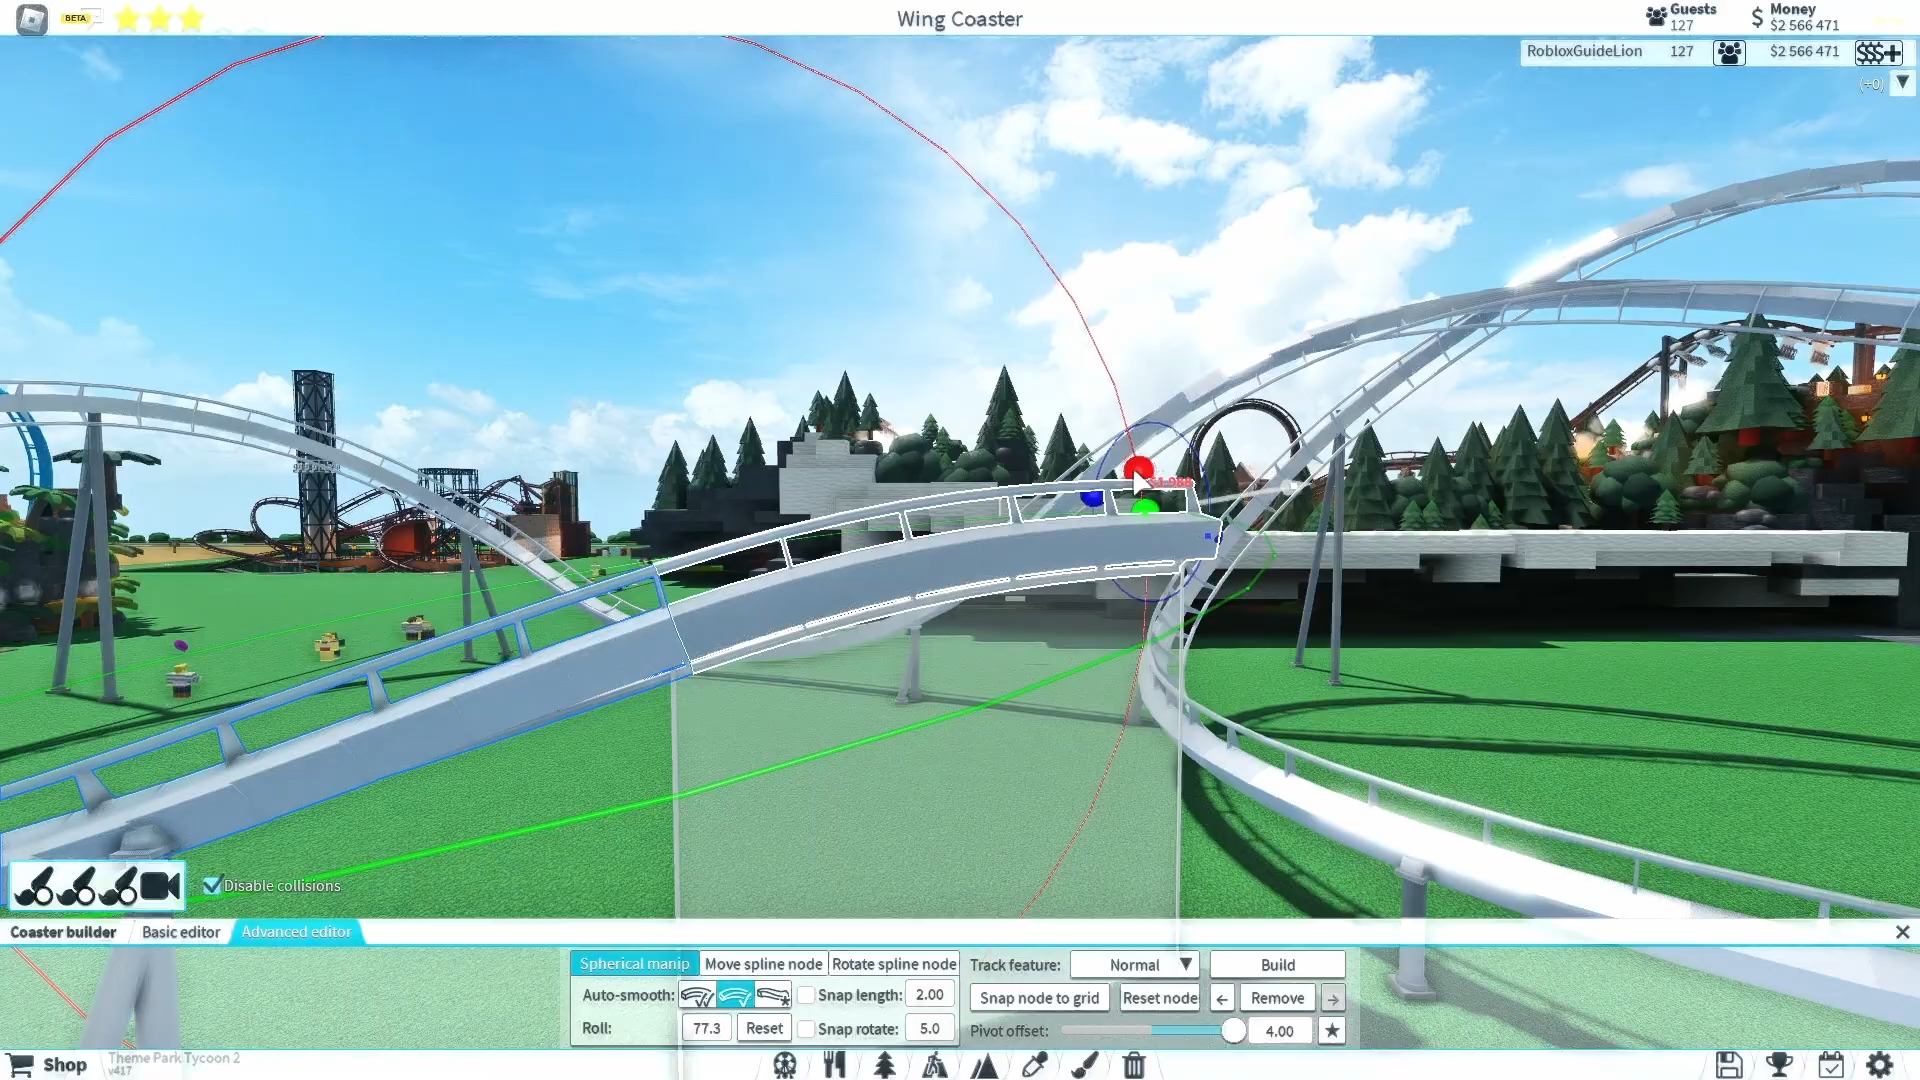 BETA
Wing Coaster
Guests
127
$ Money
$2 566 471
RobloxGuideLion 127 $2 566 471 $$$+
(+0)
Disable collisions
Coaster builder Basic editor Advanced editor
Spherical manip Move spline node Rotate spline node Track feature: Normal Build
Auto-smooth: Snap length: 2.00 Snap node to grid Reset node Remove
Roll: 77.3 Reset Snap rotate: 5.0 Pivot offset: 4.00
Shop
Theme Park Tycoon 2
v417